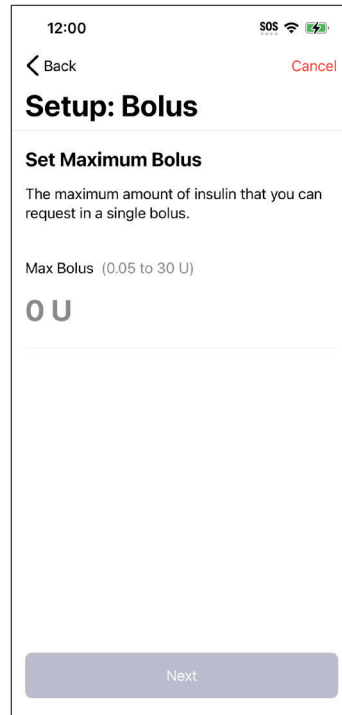 12:00 SOS
Back Cancel
Setup: Bolus
Set Maximum Bolus
The maximum amount of insulin that you can
request in a single bolus.
Max Bolus (0.05 to 30 U)
0 U
Next